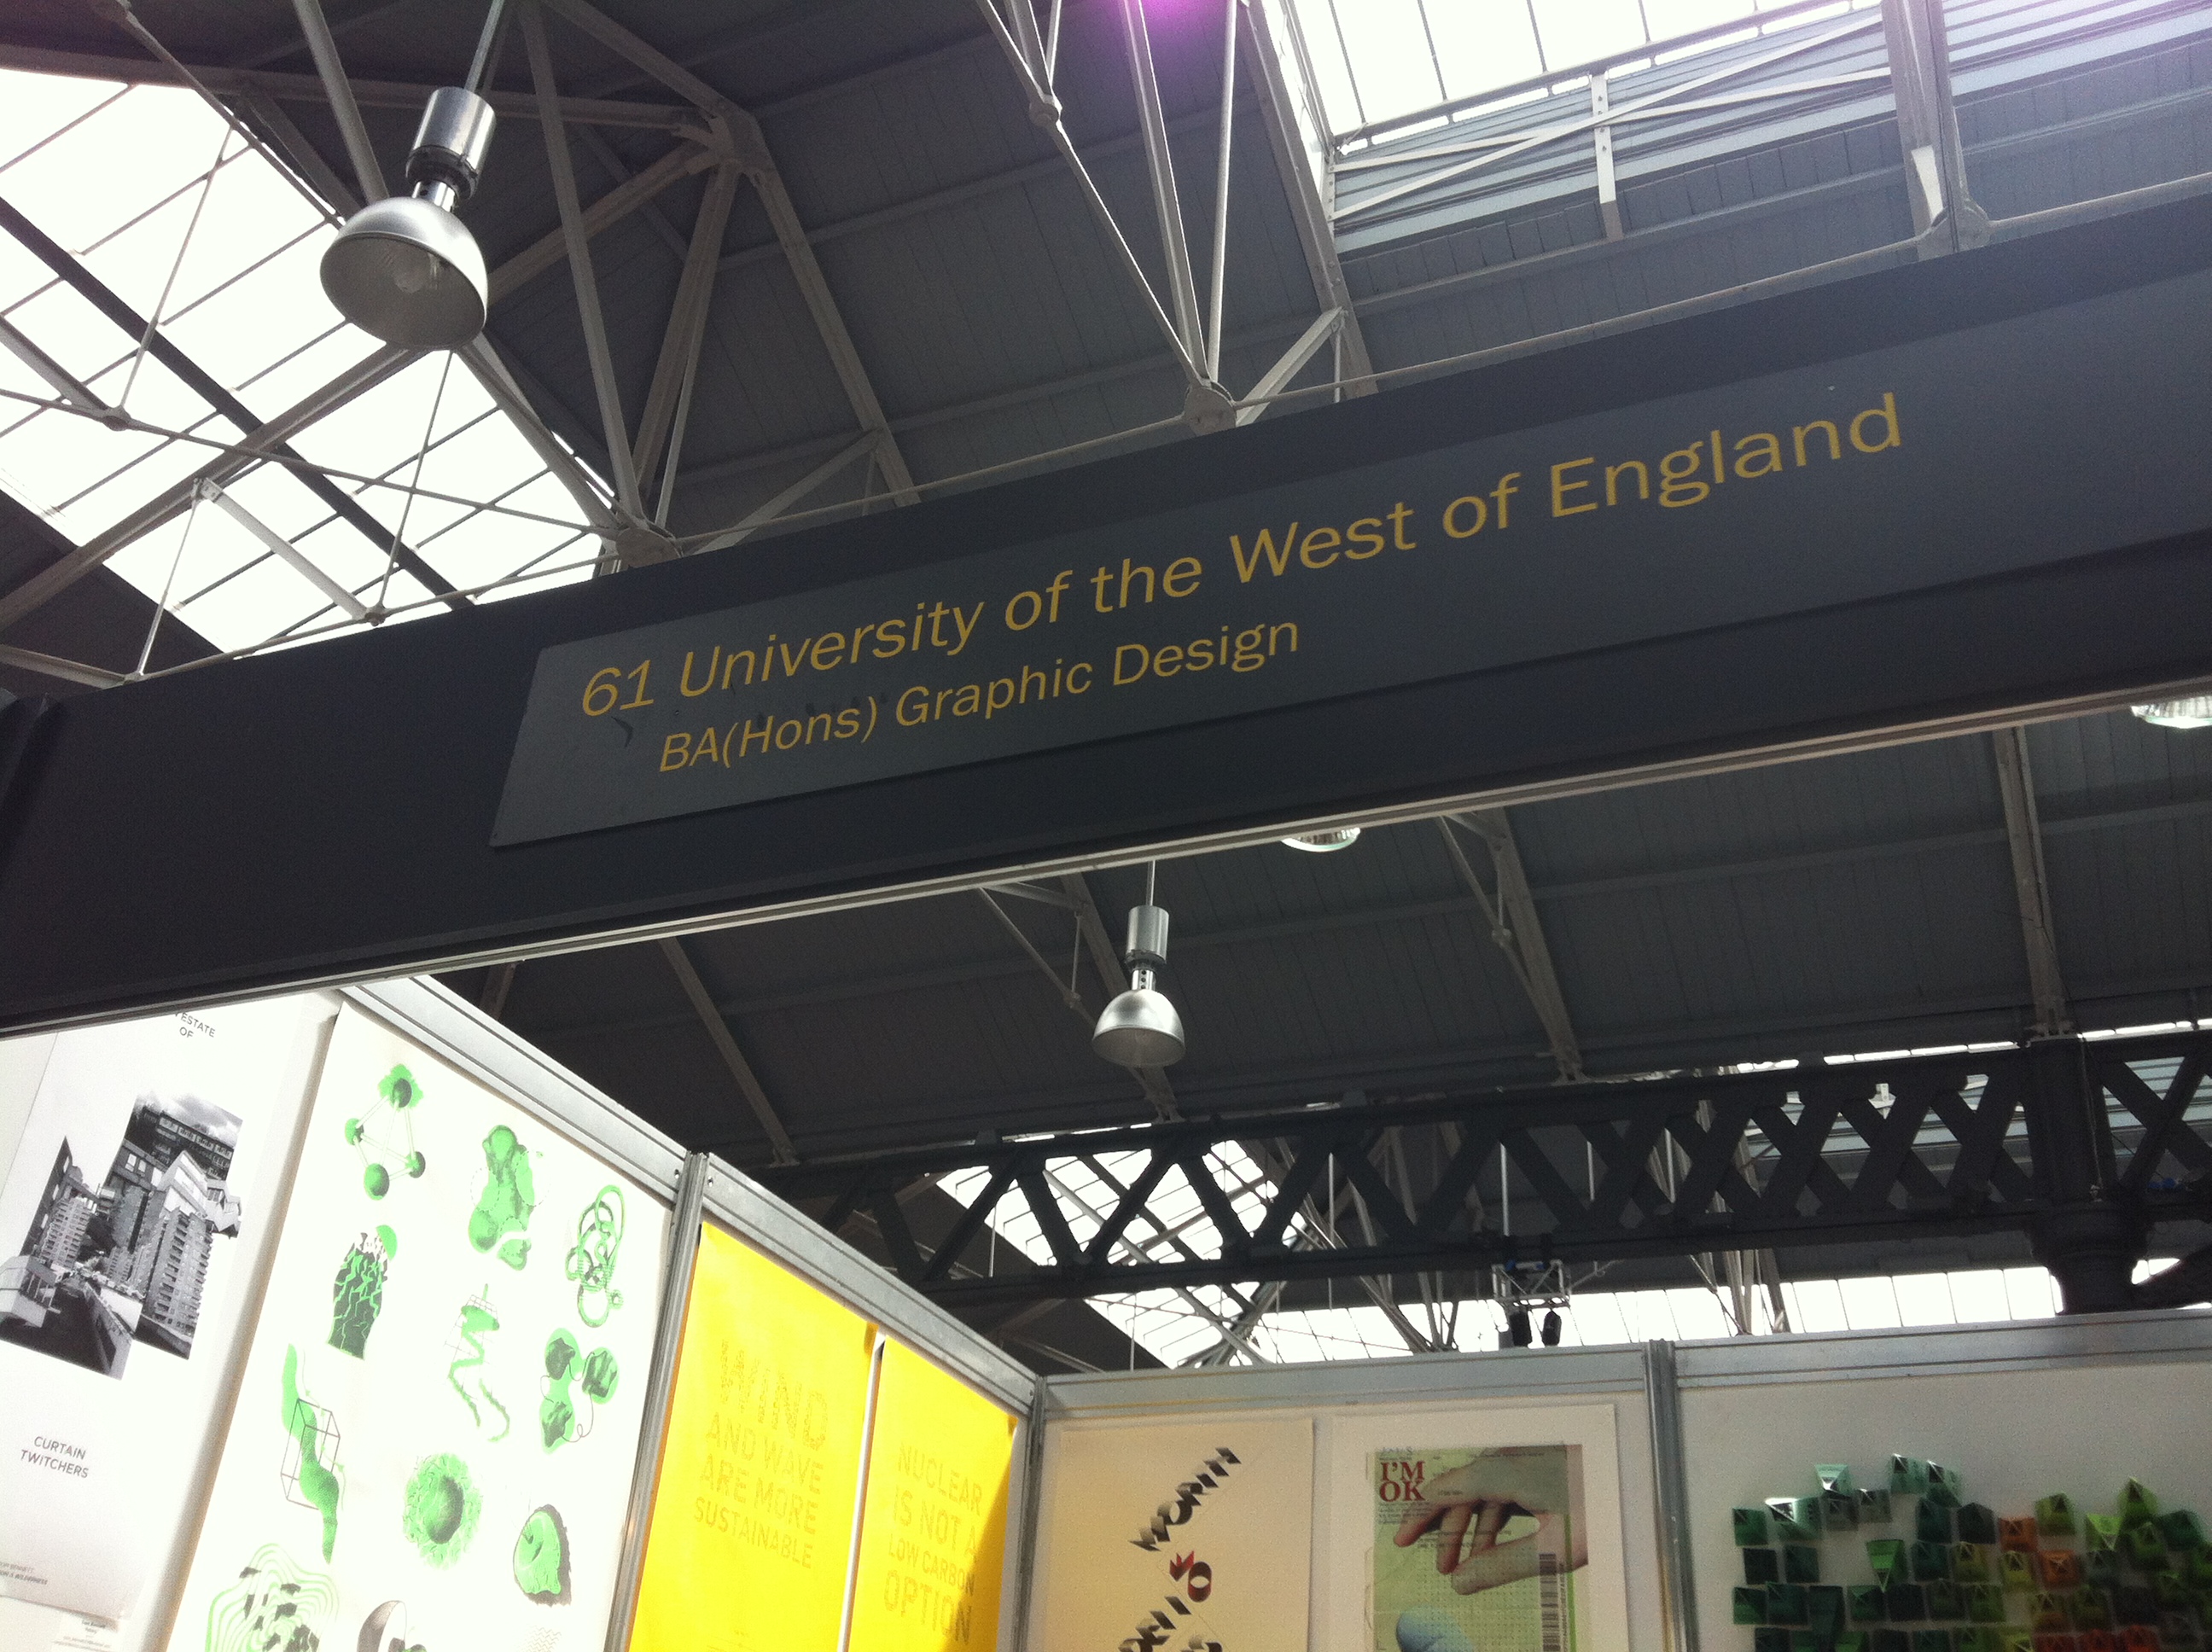 61 University of the West of England
BA(Hons) Graphic Design
ESTATE
OF
CURTAIN
TWITCHERS
WIND
AND WAVE
ARE MORE
SUSTAINABLE
NUCLEAR
IS NOT A
LOW CARBON
OPTION
WORTH
I'M
OK